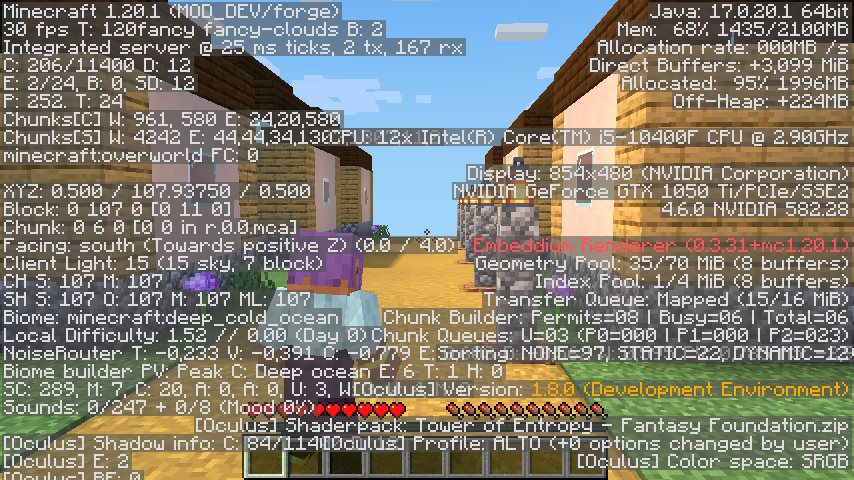 Minecraft 1.20.1 (MOD_DEV/forge)
30 fps T: 120fancy fancy-clouds B: 2
Integrated server @ 25 ms ticks, 2 tx, 167 rx
C: 206/11400 D: 12
E: 2/24, B: 0, SD: 12
P: 252. T: 24
Chunks[C] W: 961, 580 E: 24,20,580
Chunks[S] W: 4242 E: 44,44,34,130
minecraft:overworld FC: 0
XYZ: 0.500 / 107.93750 / 0.500
Block: 0 107 0 [0 11 0]
Chunk: 0 6 0 [0 0 in r.0.0.mca]
Facing: south (Towards positive Z) (0.0 / 4.0)
Client Light: 15 (15 sky, 7 block)
CH S: 107 M: 107
SH S: 107 O: 107 M: 107 ML: 107
Biome: minecraft:deep_cold_ocean
Local Difficulty: 1.52 / 0.00 (Day 0)
NoiseRouter T: -0.233 V: -0.391 C: E:
Biome builder PV: Peak C: Deep ocean E: 6 T: 1 H: 0
SC: 289, M: 7, C: 20, A: 0, A: 0, U: 3, W
Sounds: 0/247 + 0/8 (Mood 0%)
[Oculus] Shadow info: C: 84/11400
[Oculus] E: 2
[Oculus] BE: 0
Java: 17.0.20.1 64bit
Mem: 68% 1435/2100MB
Allocation rate: 000MB /s
Direct Buffers: +3,099 MiB
Allocated: 95% 1996MB
Off-Heap: +224MB
CPU: 12x Intel(R) Core(TM) i5-10400F CPU @ 2.90GHz
Display: 854x480 (NVIDIA Corporation)
NVIDIA GeForce GTX 1050 Ti/PCIe/SSE2
4.6.0 NVIDIA 582.28
Embeddium Renderer (0.3.31+mc1.20.1)
Geometry Pool: 35/70 MiB (8 buffers)
Index Pool: 1/4 MiB (8 buffers)
Transfer Queue: Mapped (15/16 MiB)
Chunk Builder: Permits=08 | Busy=06 | Total=06
Chunk Queues: U=03 (P0=000 | P1=000 | P2=023)
Sorting: NONE=97, STATIC=22, DYNAMIC=12
[Oculus] Version: 1.8.0 (Development Environment)
[Oculus] Shaderpack: Tower of Entropy - Fantasy Foundation.zip
[Oculus] Profile: ALTO (+8 options changed by user)
[Oculus] Color space: SRGB